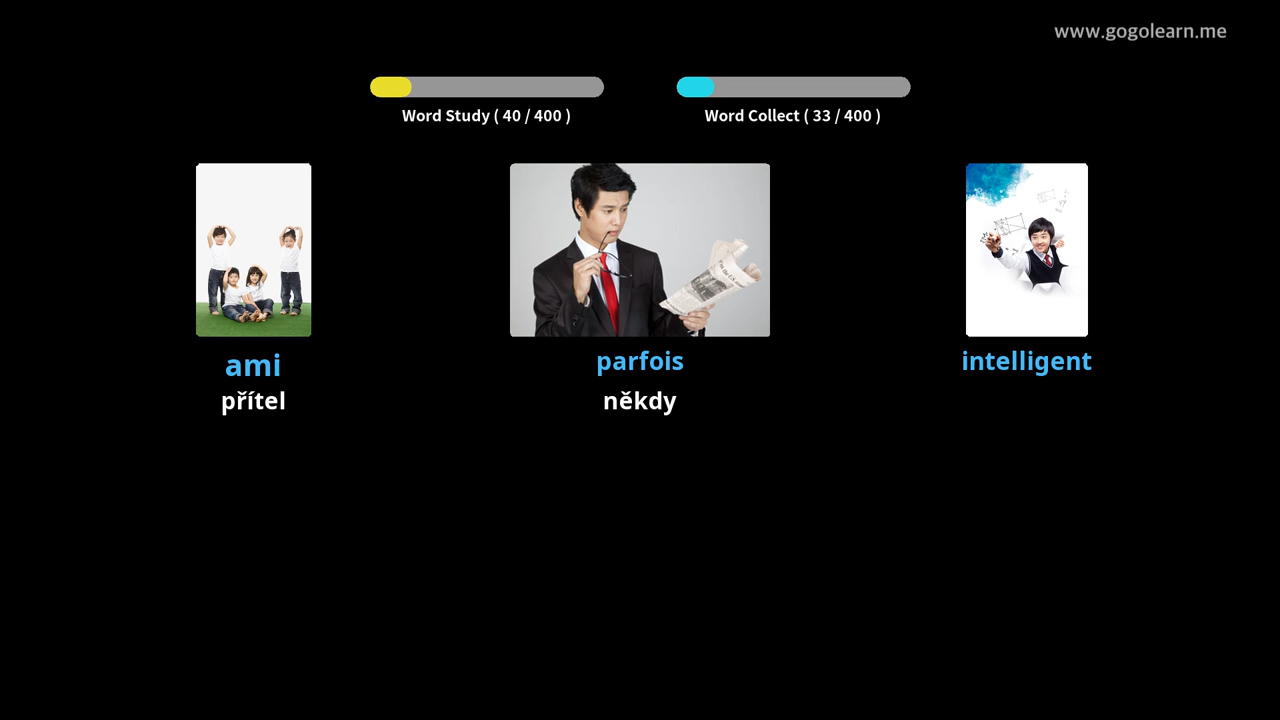 www.gogolearn.me
Word Study ( 40 / 400 )
Word Collect ( 33 / 400 )
ami
přítel
parfois
někdy
intelligent